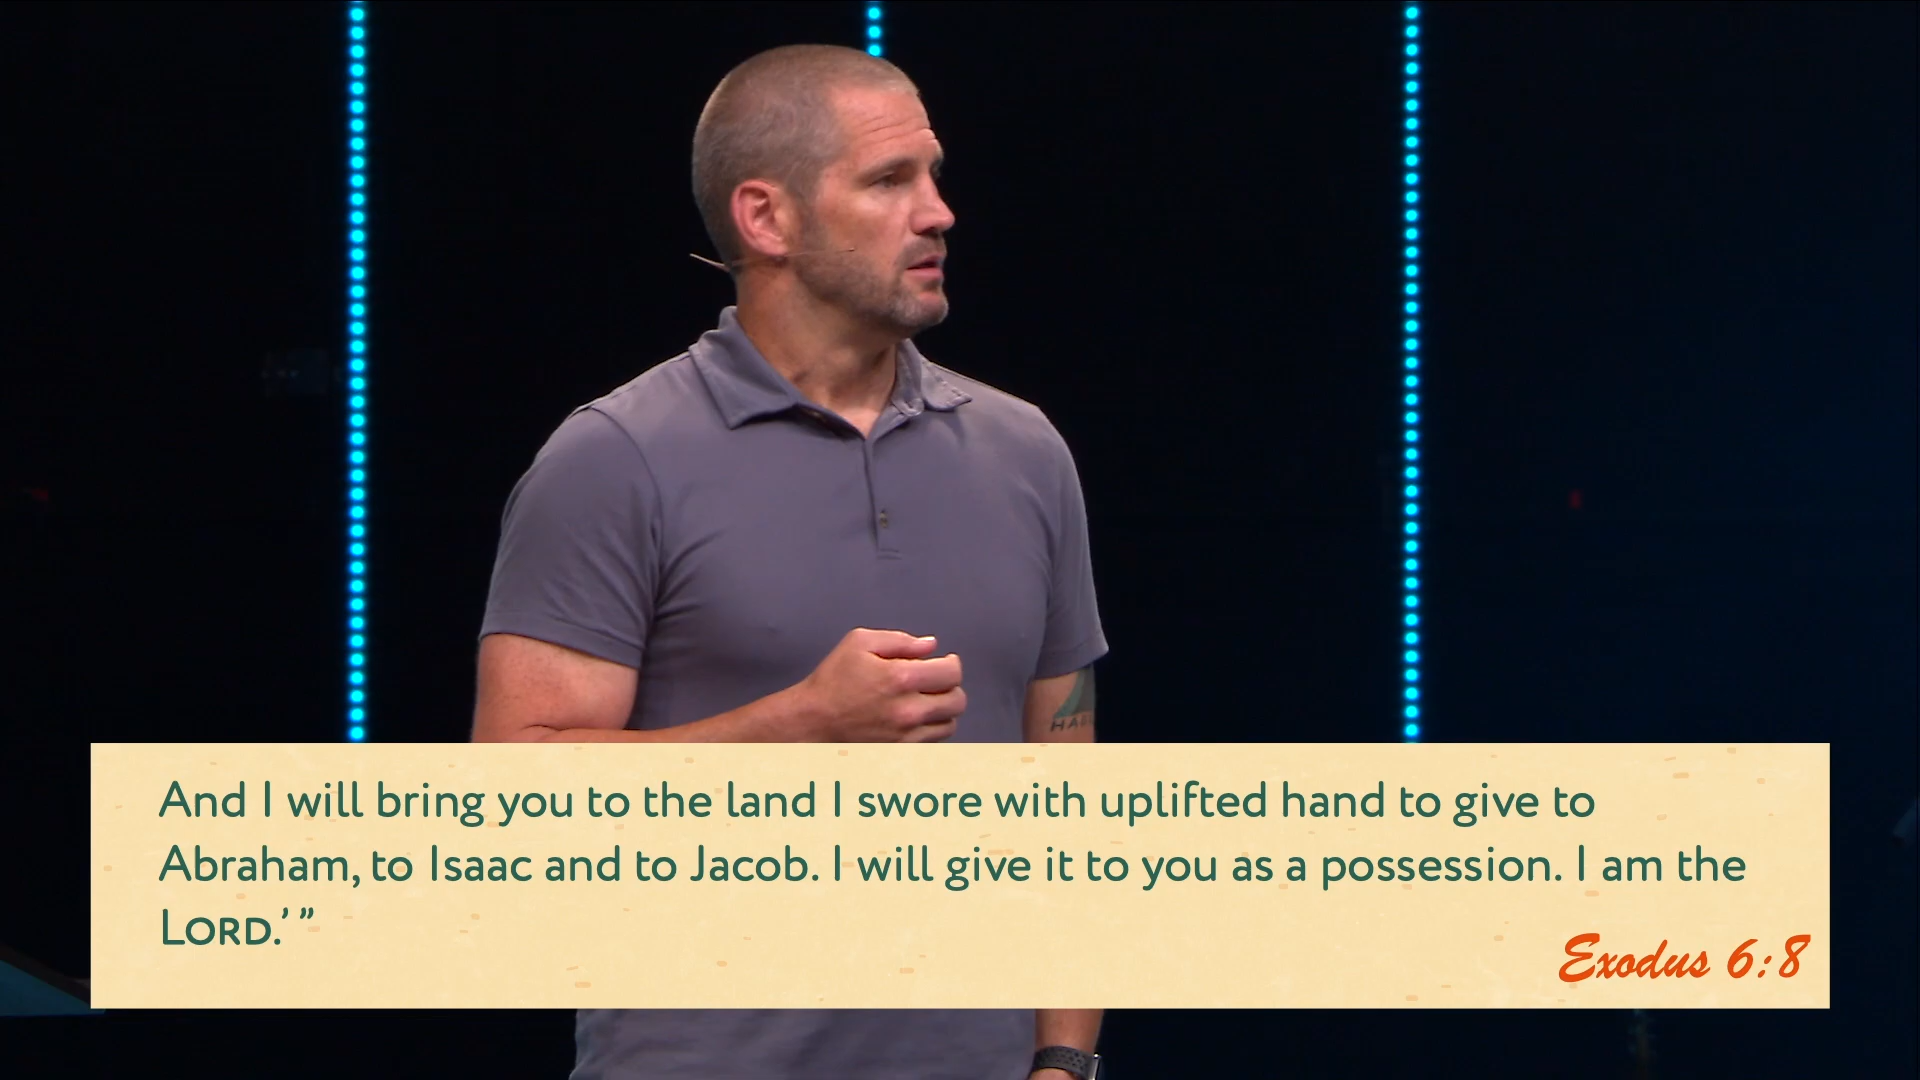 HAB
And I will bring you to the land I swore with uplifted hand to give to
Abraham, to Isaac and to Jacob. I will give it to you as a possession. I am the
LORD.’ ”
Exodus 6:8